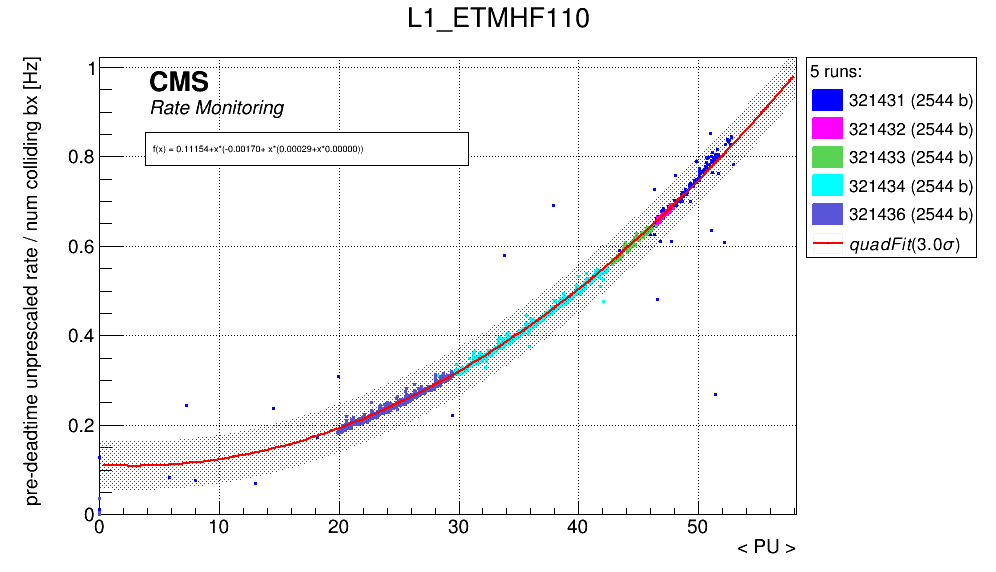 L1_ETMHF110
pre-deadtime unprescaled rate / num colliding bx [Hz]
CMS
Rate Monitoring
f(x) = 0.11154+x*(-0.00170+ x*(0.00029+x*0.00000))
1
0.8
0.6
0.4
0.2
0
0 10 20 30 40 50
< PU >
5 runs:
321431 (2544 b)
321432 (2544 b)
321433 (2544 b)
321434 (2544 b)
321436 (2544 b)
quadFit(3.0σ)